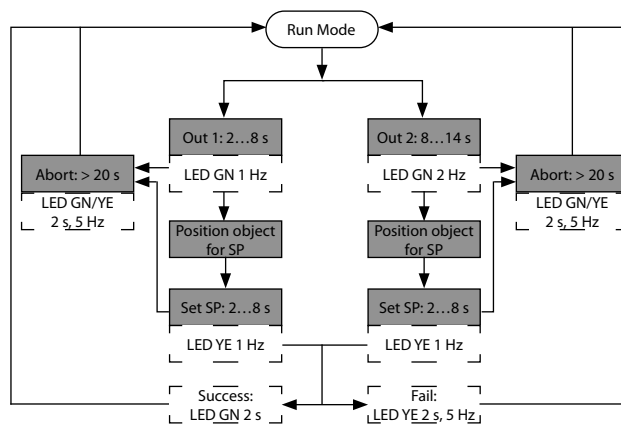 Run Mode
Out 1: 2…8 s
LED GN 1 Hz
Out 2: 8…14 s
LED GN 2 Hz
Abort: > 20 s
LED GN/YE
2 s, 5 Hz
Abort: > 20 s
LED GN/YE
2 s, 5 Hz
Position object
for SP
Position object
for SP
Set SP: 2…8 s
LED YE 1 Hz
Set SP: 2…8 s
LED YE 1 Hz
Success:
LED GN 2 s
Fail:
LED YE 2 s, 5 Hz